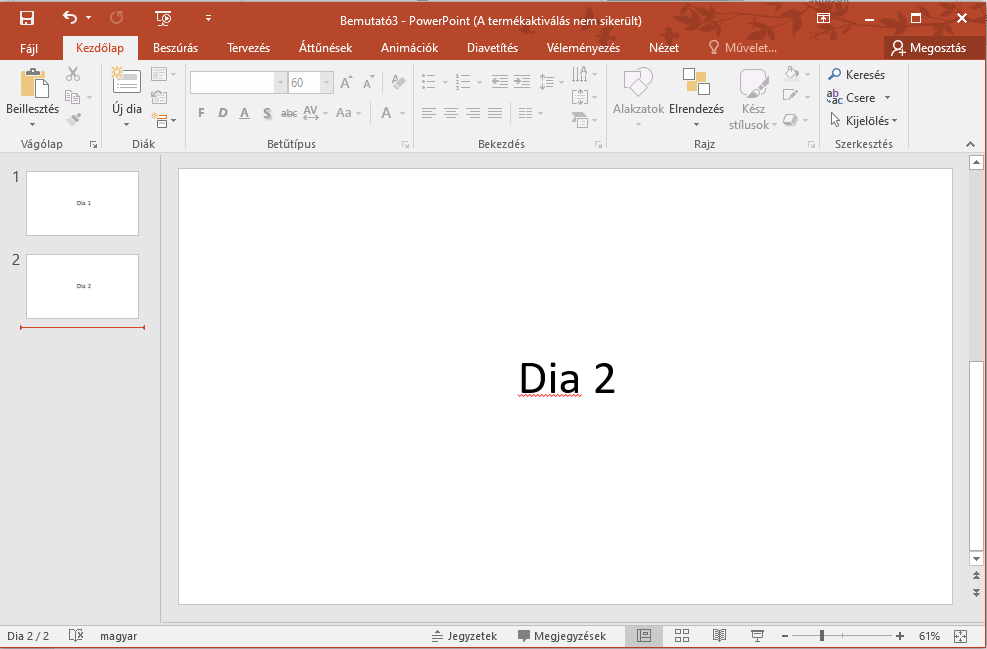 Bemutató3 - PowerPoint (A termékaktiválás nem sikerült)
Fájl Kezdőlap Beszúrás Tervezés Áttűnések Animációk Diavetítés Véleményezés Nézet Művelet... Megosztás
60
Keresés
Beillesztés Új dia Alakzatok Elrendezés Kész stílusok
ab ac Csere
F D A S abc AV Aa A
Kijelölés
Vágólap Diák Betűtípus Bekezdés Rajz Szerkesztés
1
Dia 1
2
Dia 2
Dia 2
Dia 2 / 2 magyar Jegyzetek Megjegyzések 61%